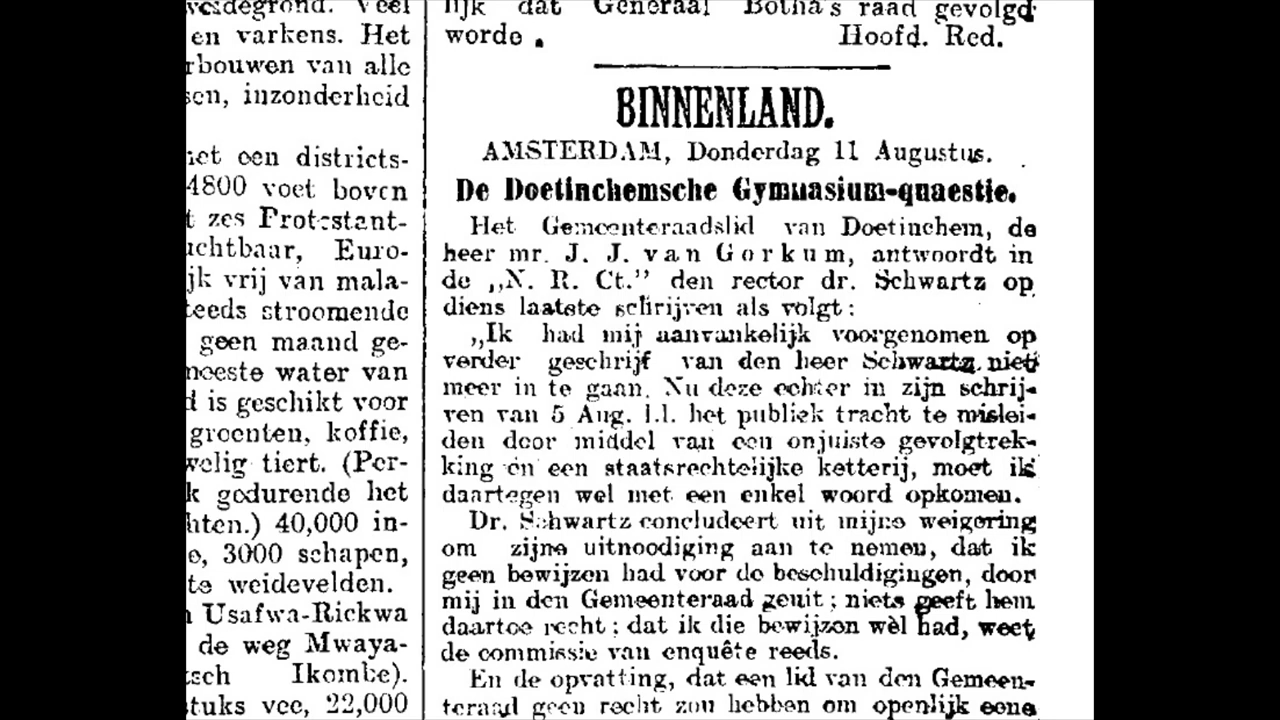 weidegrond. Veel
en varkens. Het
rbouwen van alle
sen, inzonderheid
iet een districts-
4800 voet boven
t zes Protestant-
uchtbaar, Euro-
jk vrij van mala-
teeds stroomende
geen maand ge-
meeste water van
d is geschikt voor
groenten, koffie,
welig tiert. (Per-
k gedurende het
hten.) 40,000 in-
e, 3000 schapen,
te weidevelden.
n Usafwa-Rickwa
de weg Mwaya-
tsch Ikombe).
stuks vee, 22,000
lijk dat Generaal Botha's raad gevolgd
worde. Hoofd. Red.
BINNENLAND.
AMSTERDAM, Donderdag 11 Augustus.
De Doetinchemsche Gymnasium-quaestie.
Het Gemeenteraadslid van Doetinchem, de
heer mr. J. J. van Gorkum, antwoordt in
de „N. R. Ct.” den rector dr. Schwartz op
diens laatste schrijven als volgt:
„Ik had mij aanvankelijk voorgenomen op
verder geschrijf van den heer Schwartz niet
meer in te gaan. Nu deze echter in zijn schrij-
ven van 5 Aug. l.l. het publiek tracht te mislei-
den door middel van een onjuiste gevolgtrek-
king en een staatsrechtelijke ketterij, moet ik
daartegen wel met een enkel woord opkomen.
Dr. Schwartz concludeert uit mijne weigering
om zijne uitnoodiging aan te nemen, dat ik
geen bewijzen had voor de beschuldigingen, door
mij in den Gemeenteraad geuit; niets geeft hem
daartoe recht; dat ik die bewijzen wèl had, weet
de commissie van enquête reeds.
En de opvatting, dat een lid van den Gemeen-
teraad geen recht zou hebben om openlijk eene